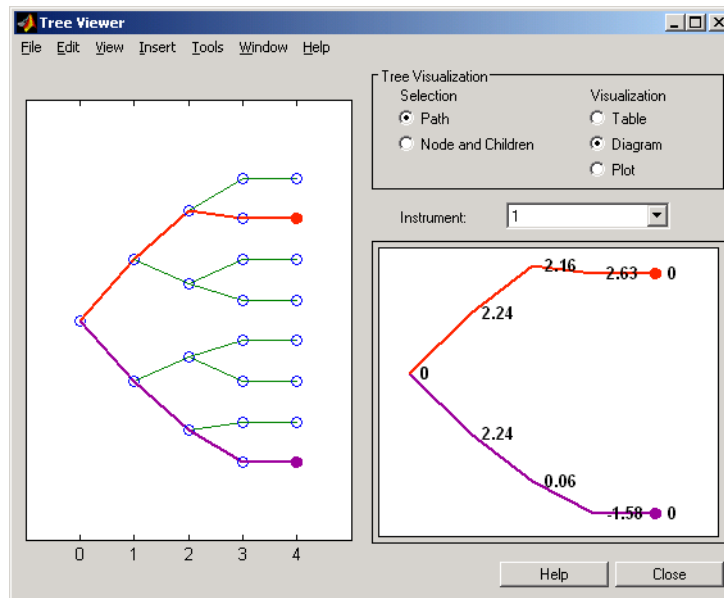 Tree Viewer
File Edit View Insert Tools Window Help
Tree Visualization
Selection
Path
Node and Children
Visualization
Table
Diagram
Plot
Instrument: 1
2.16 2.63 0
2.24
0
2.24
0.06
-1.58 0
0 1 2 3 4
Help Close